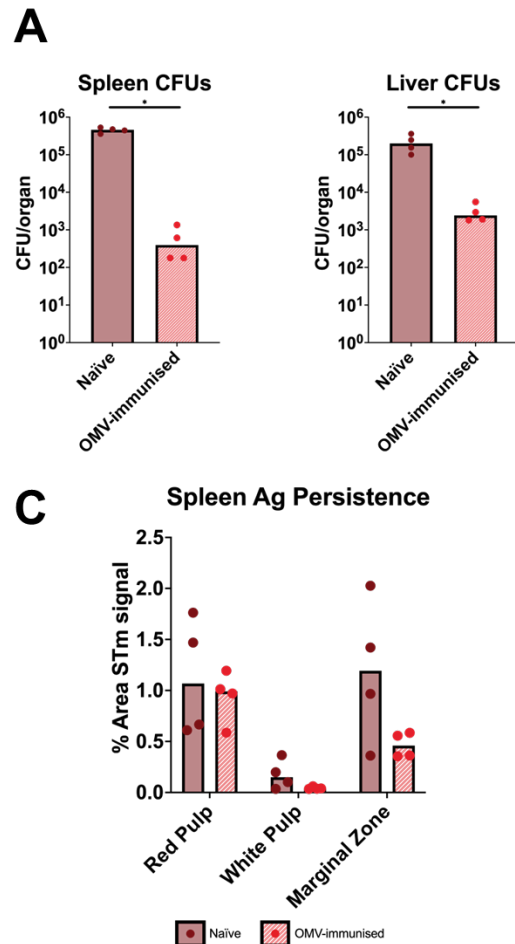 A
Spleen CFUs
*
CFU/organ
10⁶
10⁵
10⁴
10³
10²
10¹
10⁰
Naïve
OMV-immunised
Liver CFUs
*
CFU/organ
10⁶
10⁵
10⁴
10³
10²
10¹
10⁰
Naïve
OMV-immunised
C
Spleen Ag Persistence
% Area STm signal
2.5
2.0
1.5
1.0
0.5
0.0
Red Pulp
White Pulp
Marginal Zone
Naïve
OMV-immunised